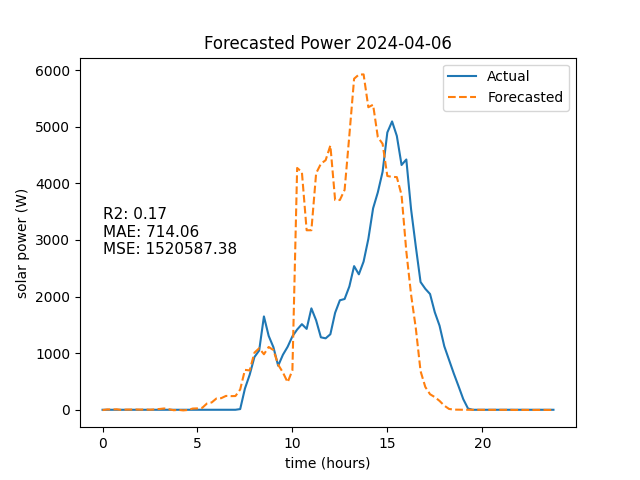 Forecasted Power 2024-04-06
Actual
Forecasted
R2: 0.17
MAE: 714.06
MSE: 1520587.38
solar power (W)
6000
5000
4000
3000
2000
1000
0
0 5 10 15 20
time (hours)